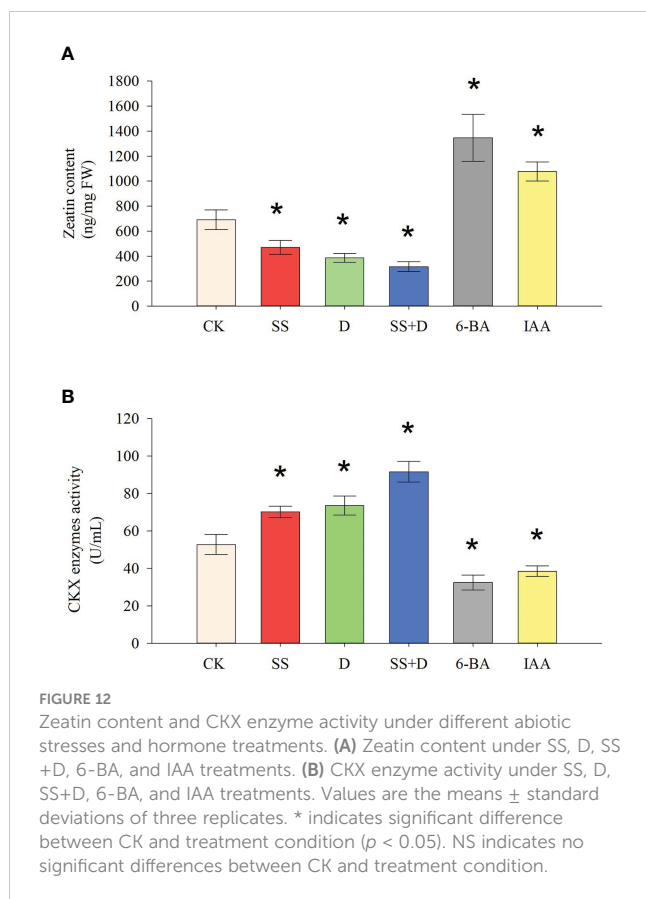 A
1800
1600
1400
1200
1000
800
600
400
200
0
Zeatin content
(ng/mg FW)
* * * * *
CK SS D SS+D 6-BA IAA
B
120
100
80
60
40
20
0
CKX enzymes activity
(U/mL)
* * * * *
CK SS D SS+D 6-BA IAA
FIGURE 12
Zeatin content and CKX enzyme activity under different abiotic
stresses and hormone treatments. (A) Zeatin content under SS, D, SS
+D, 6-BA, and IAA treatments. (B) CKX enzyme activity under SS, D,
SS+D, 6-BA, and IAA treatments. Values are the means ± standard
deviations of three replicates. * indicates significant difference
between CK and treatment condition (p < 0.05). NS indicates no
significant differences between CK and treatment condition.